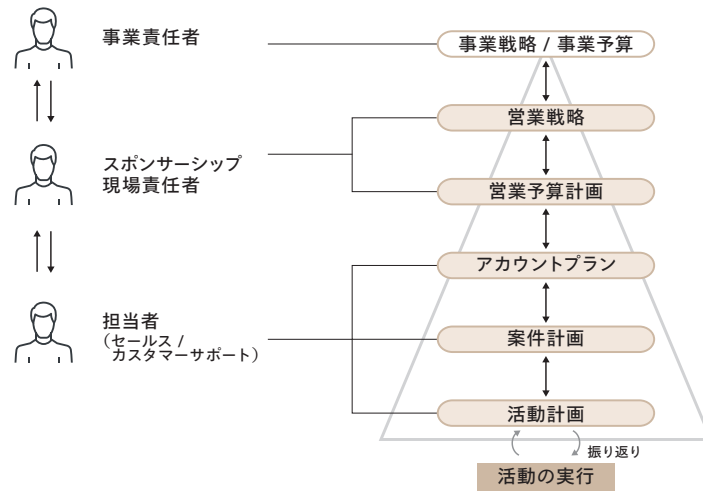 事業責任者
事業戦略 / 事業予算
営業戦略
スポンサーシップ
現場責任者
営業予算計画
アカウントプラン
担当者
（セールス /
カスタマーサポート）
案件計画
活動計画
振り返り
活動の実行